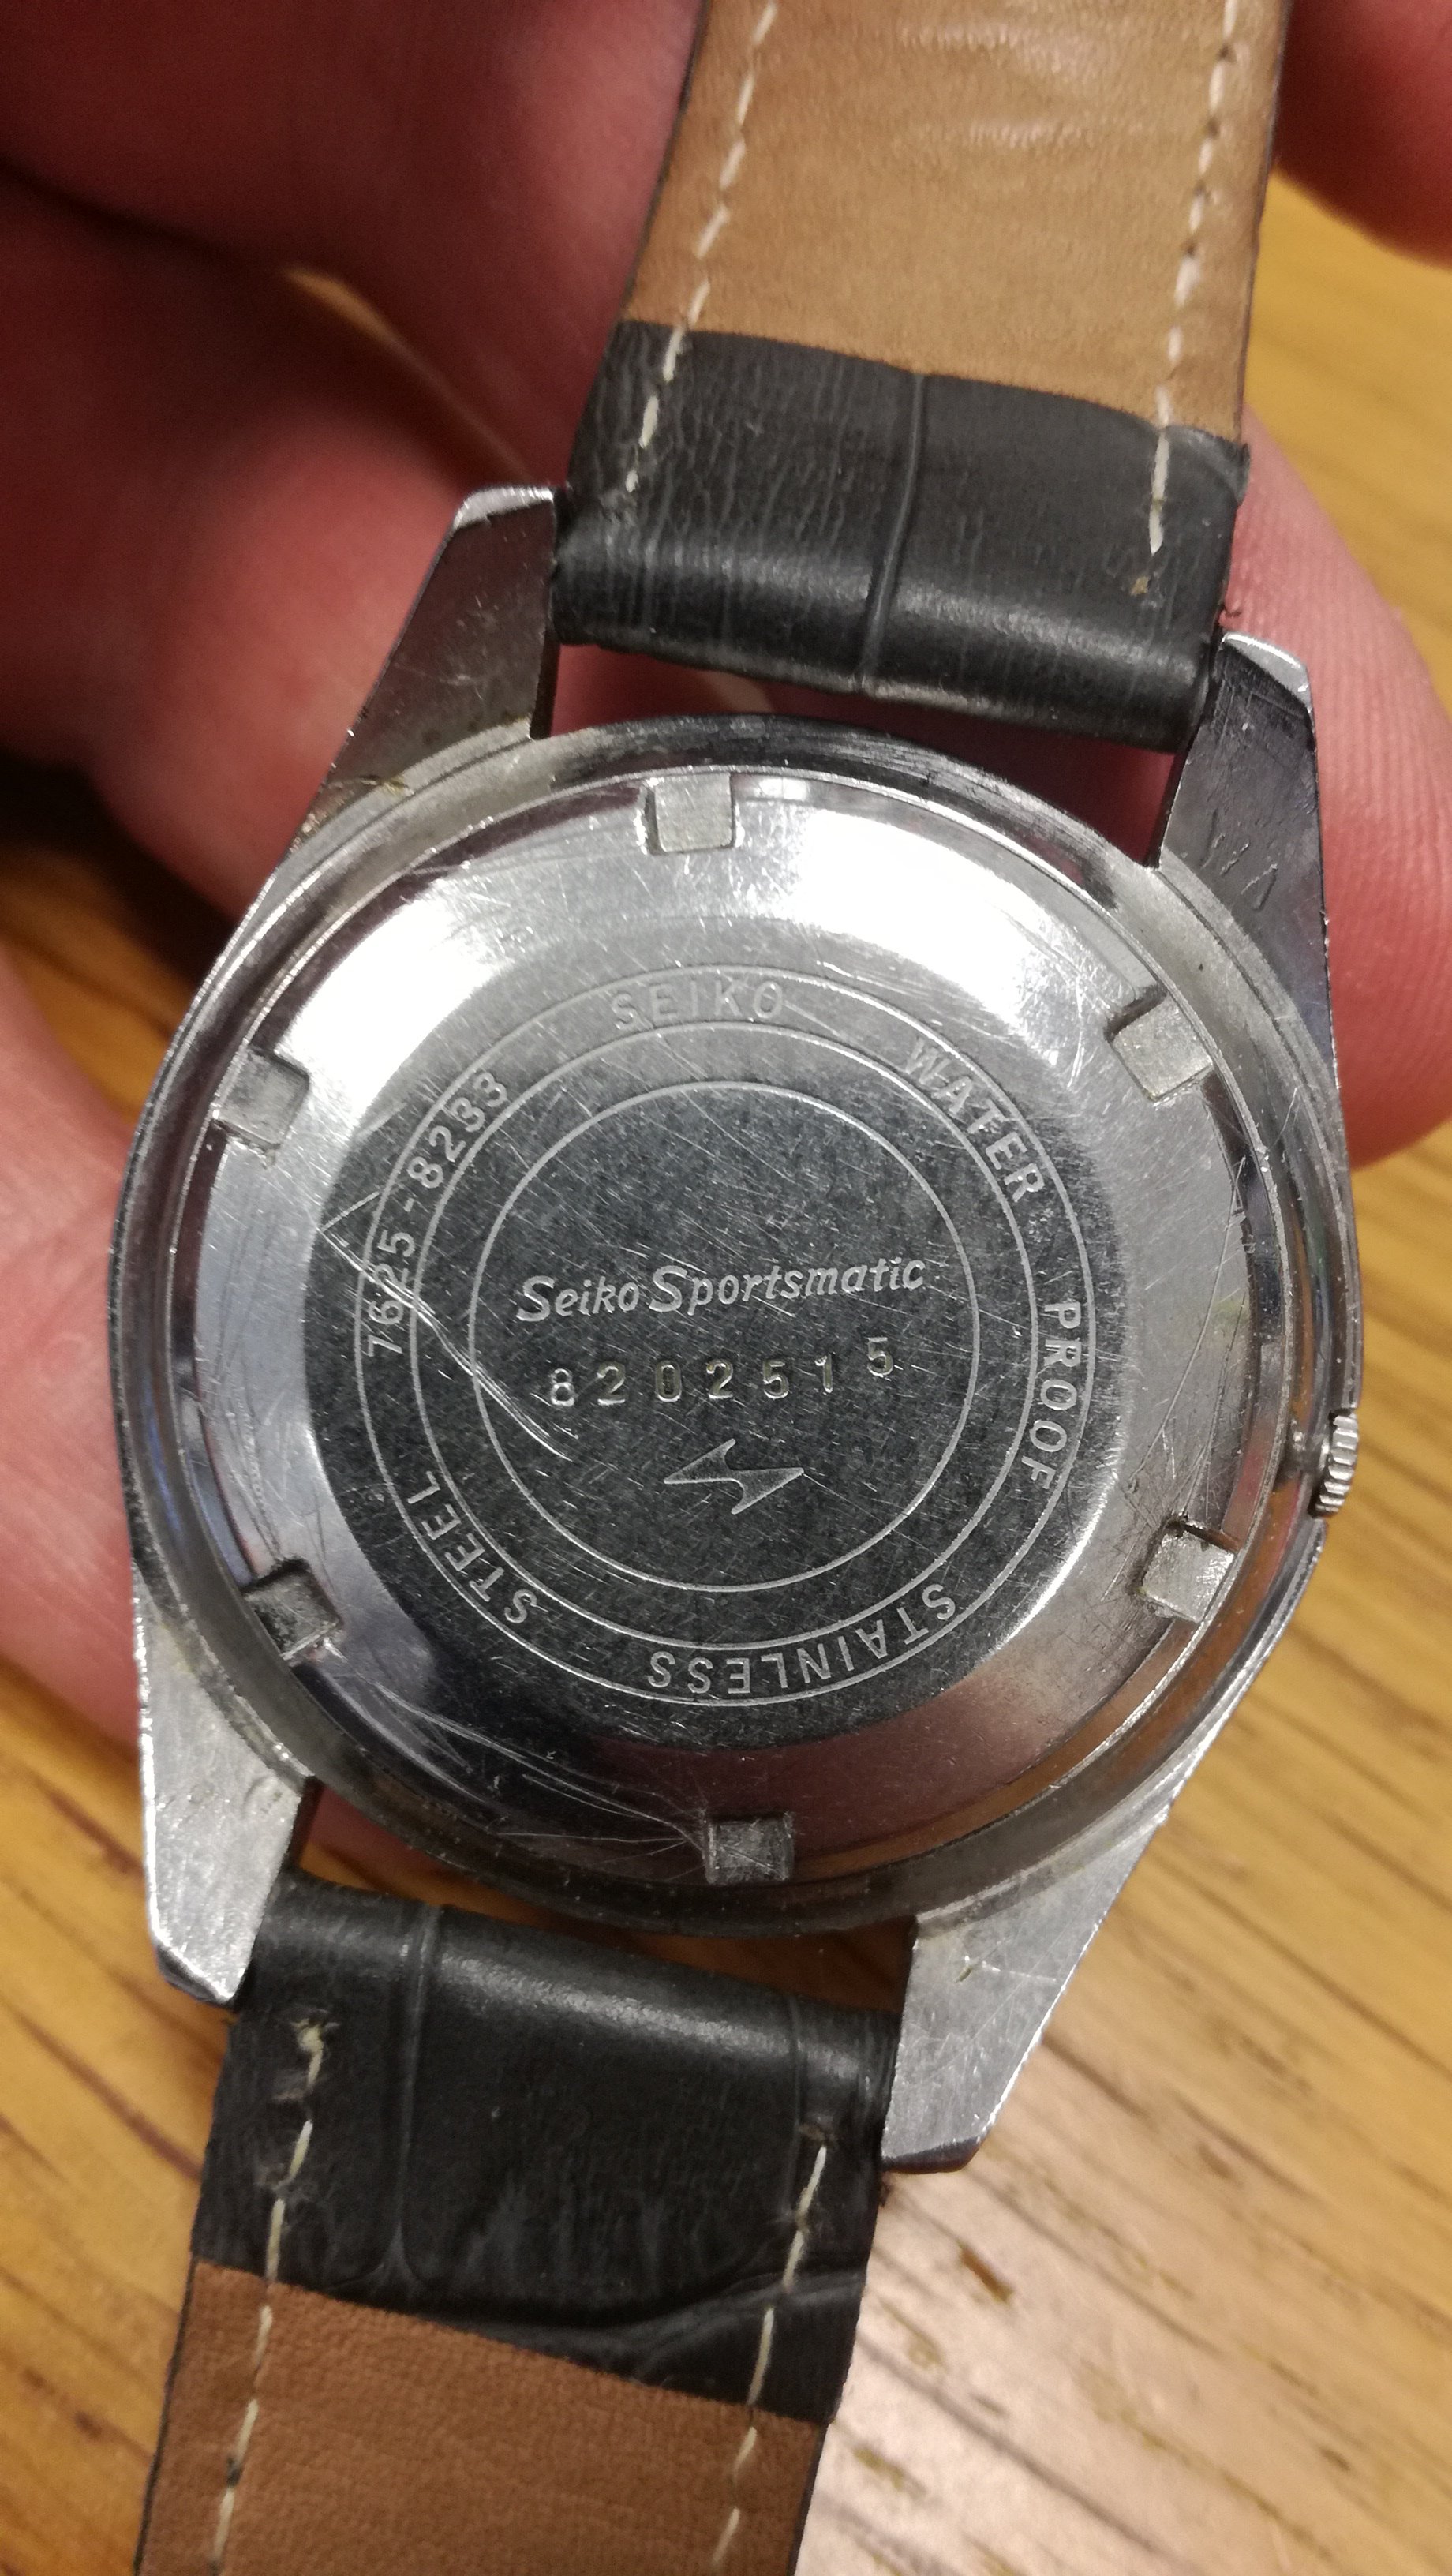 SEIKO WATER PROOF STAINLESS STEEL 7625-8233
Seiko Sportsmatic
8202515